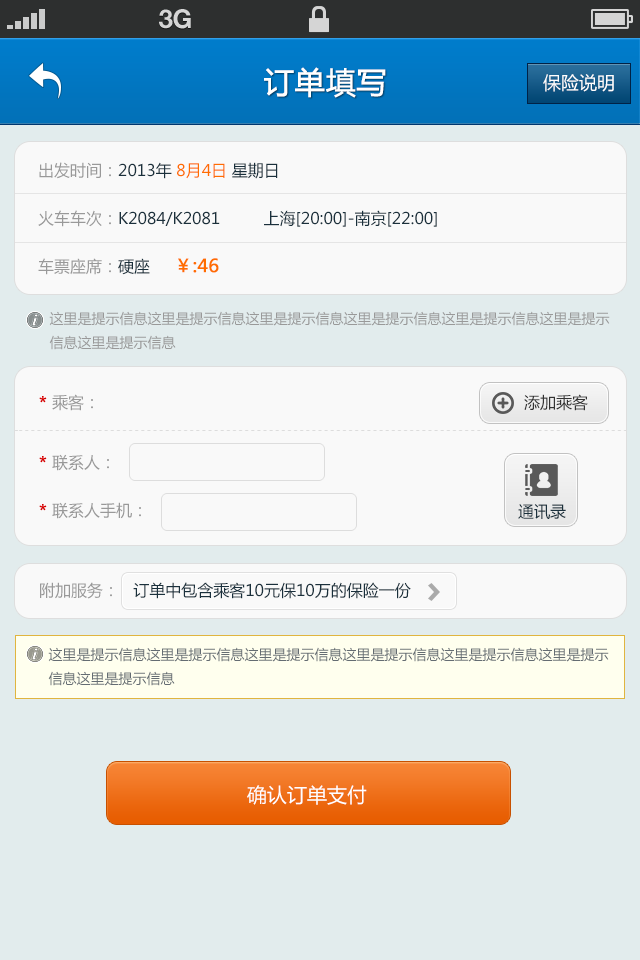 3G
订单填写
保险说明
出发时间：2013年 8月4日 星期日
火车车次：K2084/K2081 上海[20:00]-南京[22:00]
车票座席：硬座 ¥:46
这里是提示信息这里是提示信息这里是提示信息这里是提示信息这里是提示信息这里是提示信息这里是提示
信息这里是提示信息
* 乘客：
添加乘客
* 联系人：
* 联系人手机：
通讯录
附加服务：订单中包含乘客10元保10万的保险一份
这里是提示信息这里是提示信息这里是提示信息这里是提示信息这里是提示信息这里是提示
信息这里是提示信息
确认订单支付